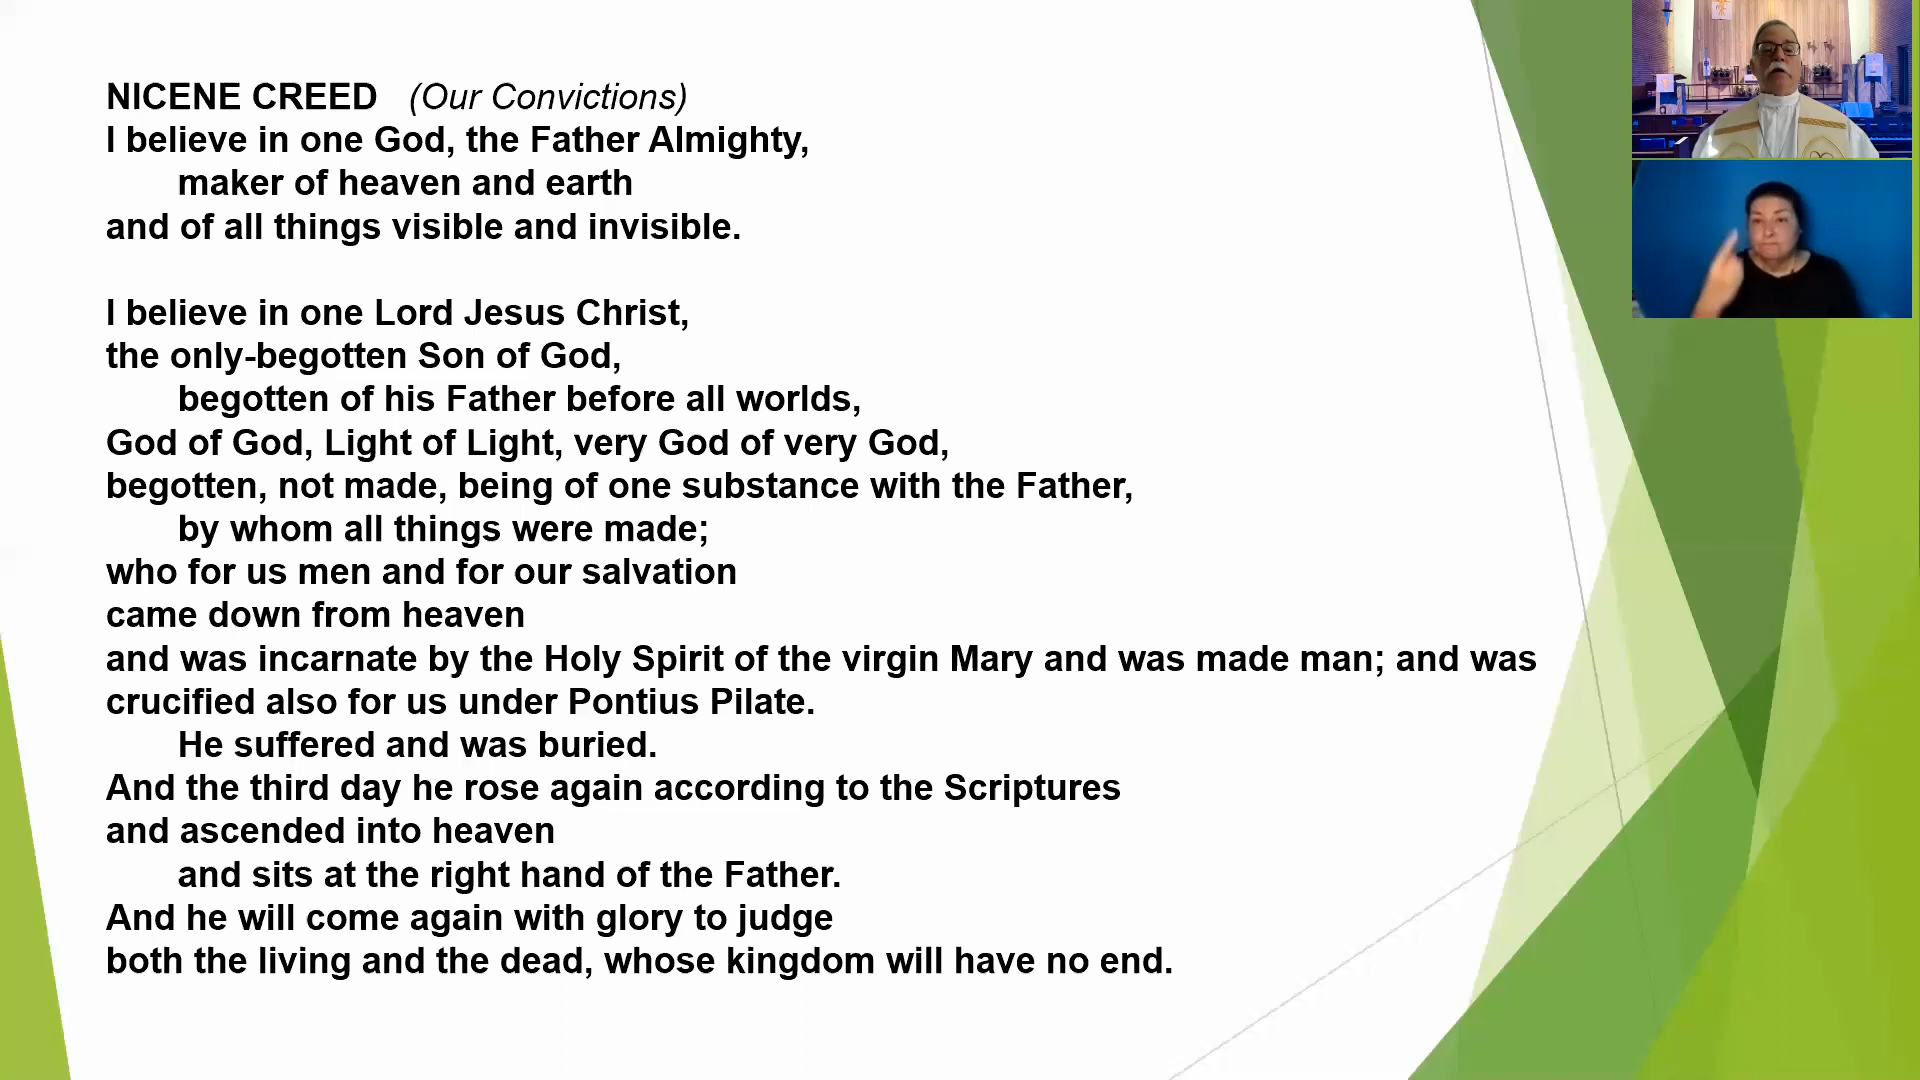 NICENE CREED (Our Convictions)
I believe in one God, the Father Almighty,
maker of heaven and earth
and of all things visible and invisible.
I believe in one Lord Jesus Christ,
the only-begotten Son of God,
begotten of his Father before all worlds,
God of God, Light of Light, very God of very God,
begotten, not made, being of one substance with the Father,
by whom all things were made;
who for us men and for our salvation
came down from heaven
and was incarnate by the Holy Spirit of the virgin Mary and was made man; and was
crucified also for us under Pontius Pilate.
He suffered and was buried.
And the third day he rose again according to the Scriptures
and ascended into heaven
and sits at the right hand of the Father.
And he will come again with glory to judge
both the living and the dead, whose kingdom will have no end.